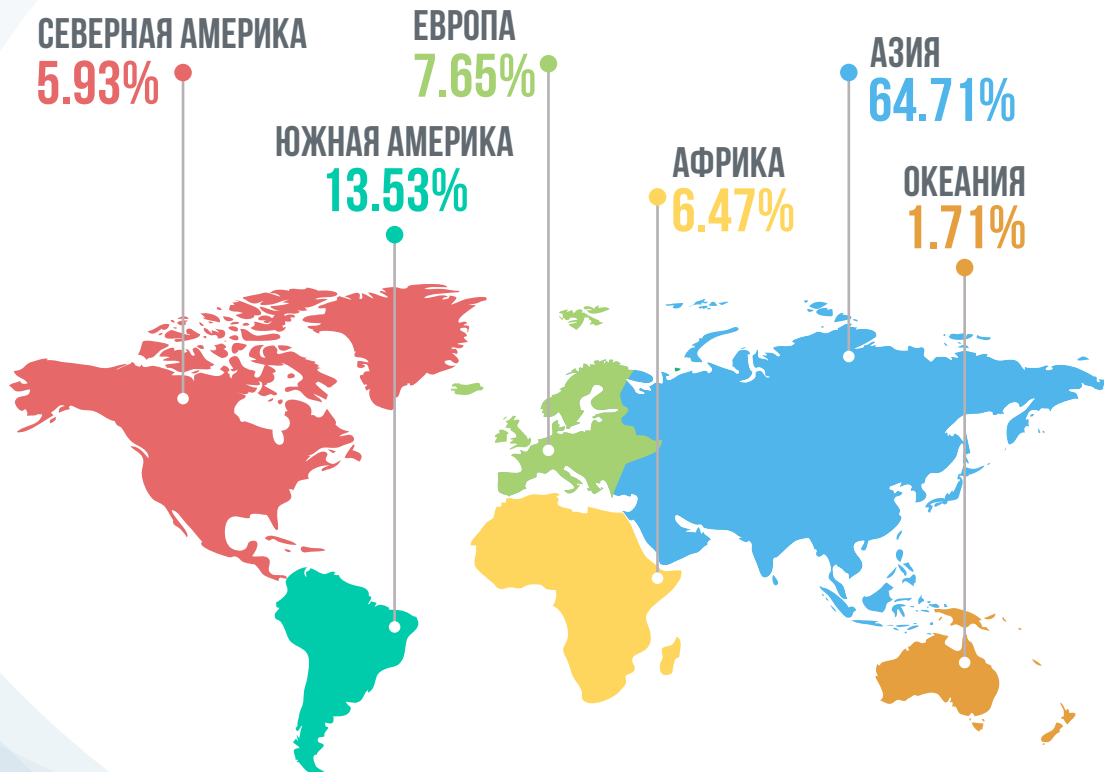 СЕВЕРНАЯ АМЕРИКА
5.93%
ЕВРОПА
7.65%
АЗИЯ
64.71%
ЮЖНАЯ АМЕРИКА
13.53%
АФРИКА
6.47%
ОКЕАНИЯ
1.71%